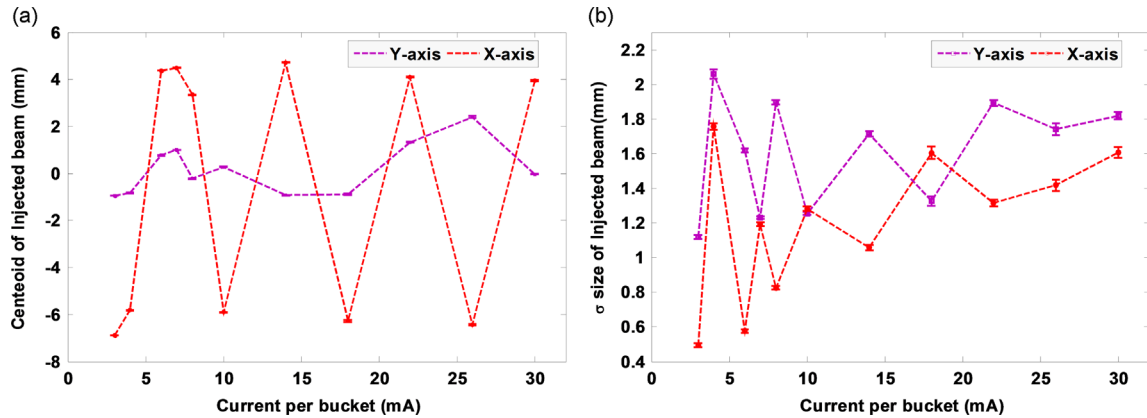 (a)
Y-axis X-axis
Centeoid of Injected beam (mm)
6
4
2
0
-2
-4
-6
-8
0 5 10 15 20 25 30
Current per bucket (mA)
(b)
Y-axis X-axis
σ size of Injected beam(mm)
2.2
2
1.8
1.6
1.4
1.2
1
0.8
0.6
0.4
0 5 10 15 20 25 30
Current per bucket (mA)